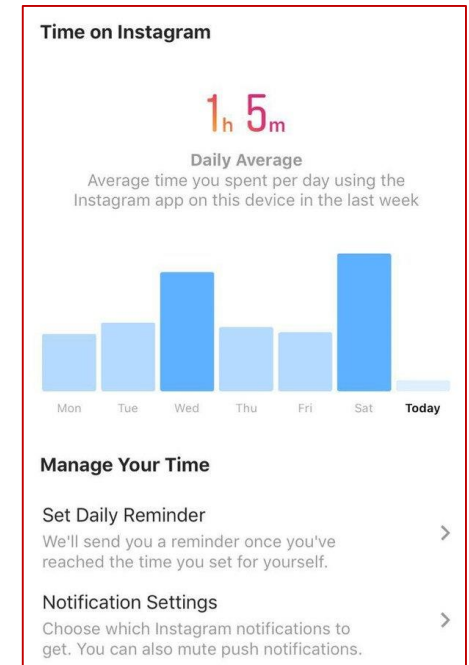 Time on Instagram
1h 5m
Daily Average
Average time you spent per day using the
Instagram app on this device in the last week
Mon Tue Wed Thu Fri Sat Today
Manage Your Time
Set Daily Reminder
We'll send you a reminder once you've
reached the time you set for yourself.
Notification Settings
Choose which Instagram notifications to
get. You can also mute push notifications.